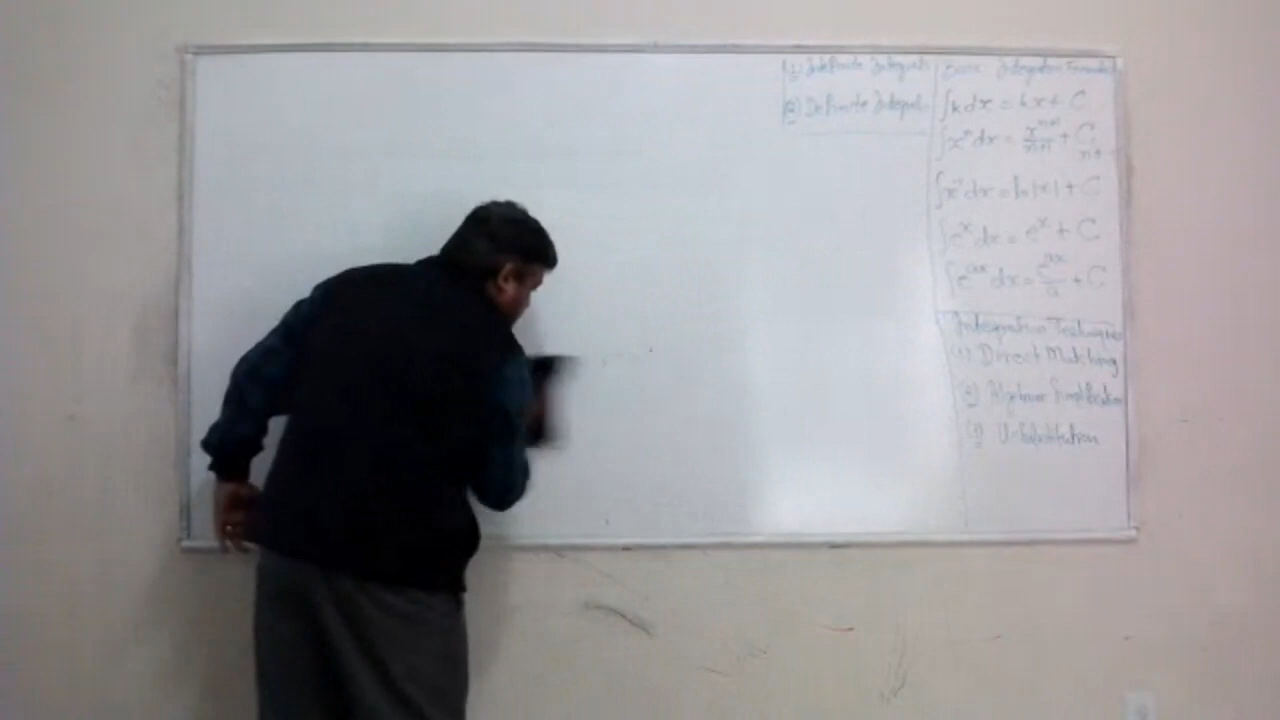 (1) Indefinite Integrals
(2) Definite Integrals
Basic Integration Formulas
∫k dx = kx + C
∫xⁿ dx = xⁿ⁺¹/n+1 + C,
∫x⁻¹ dx = ln|x| + C
∫eˣ dx = eˣ + C
∫eᵃˣ dx = eᵃˣ/a + C
Integration Techniques
(1) Direct Matching
(2) Algebraic Simplification
(3) U-Substitution